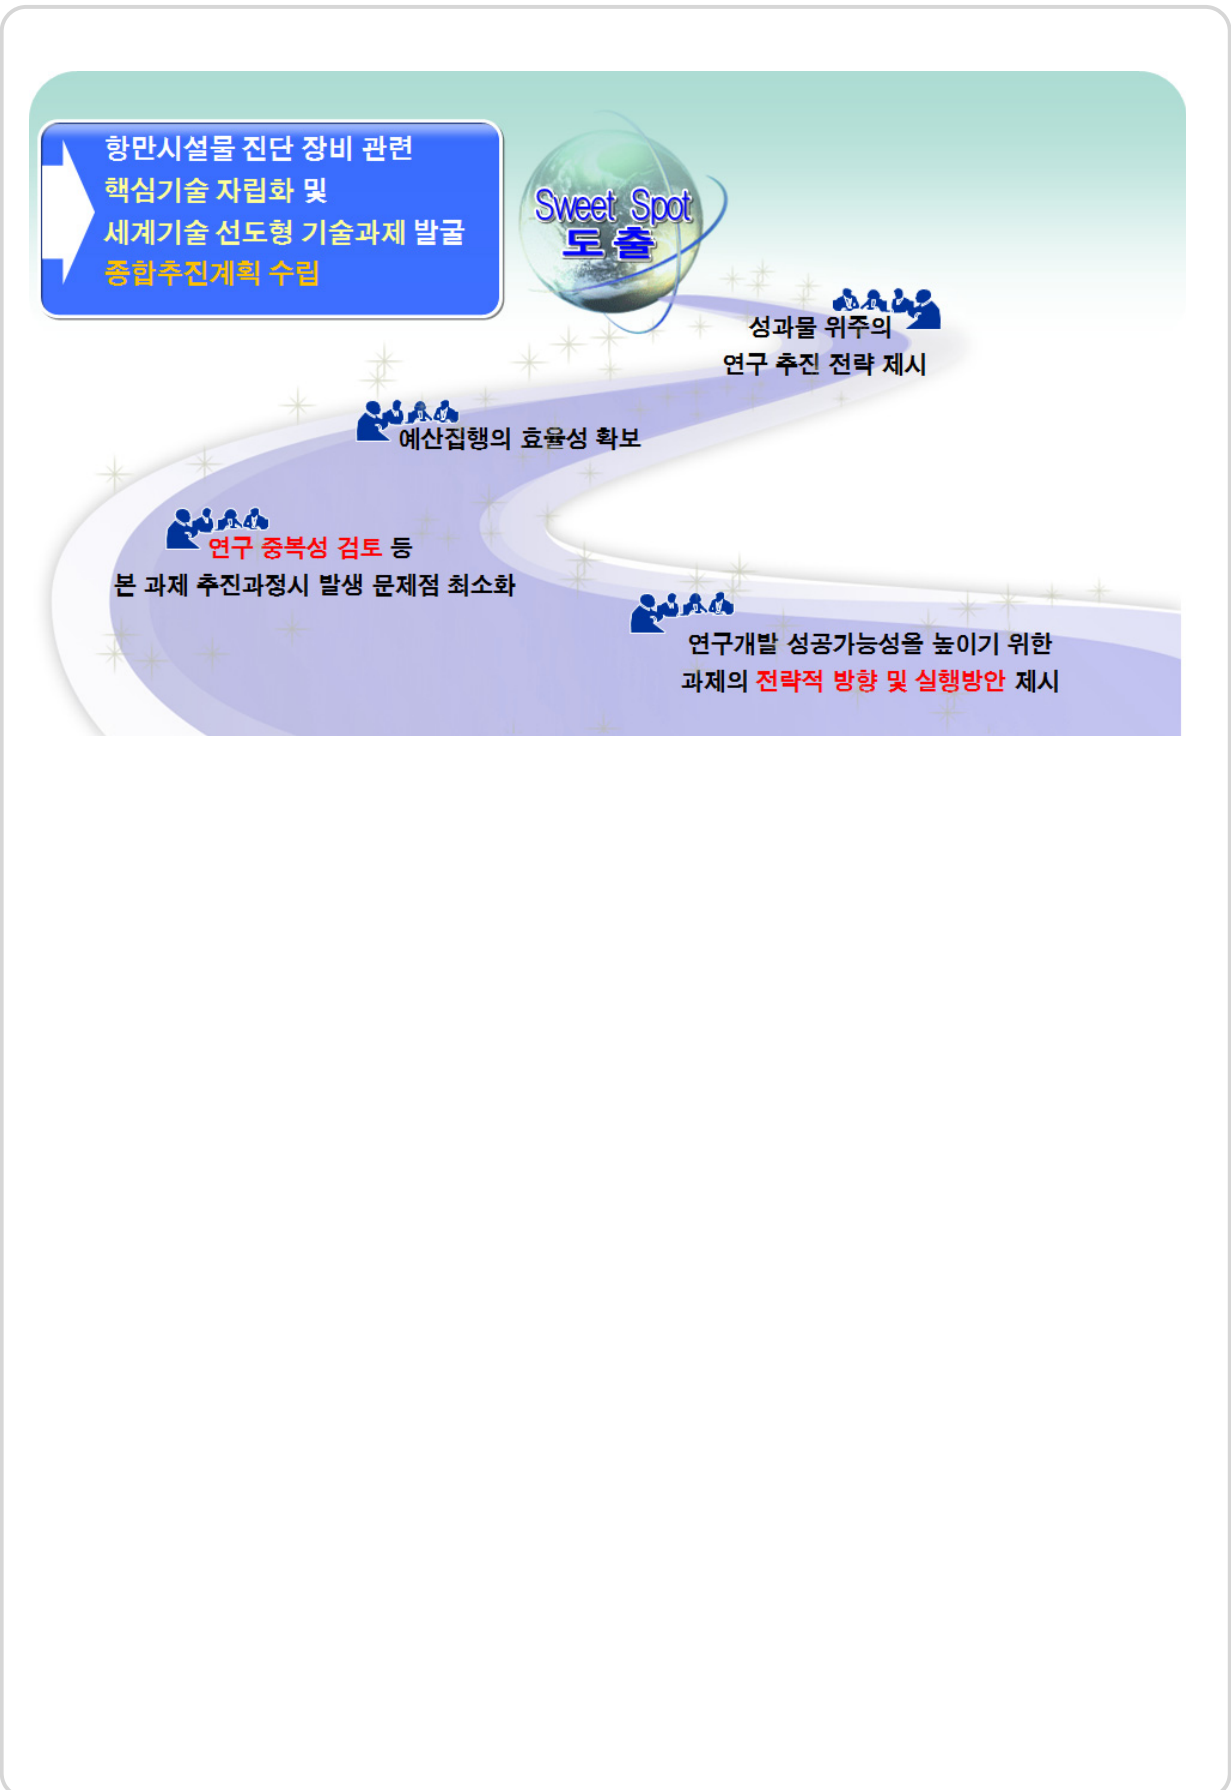 항만시설물 진단 장비 관련
핵심기술 자립화 및
세계기술 선도형 기술과제 발굴
종합추진계획 수립
Sweet Spot
도출
성과물 위주의
연구 추진 전략 제시
예산집행의 효율성 확보
연구 중복성 검토 등
본 과제 추진과정시 발생 문제점 최소화
연구개발 성공가능성을 높이기 위한
과제의 전략적 방향 및 실행방안 제시